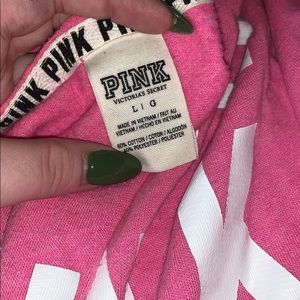 PINK PINK PINK
PINK
VICTORIA'S SECRET
L | G
MADE IN VIETNAM / FAIT AU
VIETNAM / HECHO EN VIETNAM
60% COTTON / COTON / ALGODÓN
40% POLYESTER / POLIÉSTER